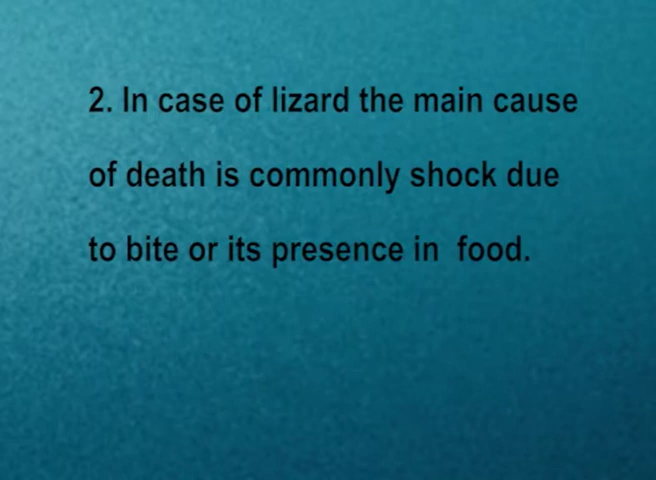 2. In case of lizard the main cause
of death is commonly shock due
to bite or its presence in  food.